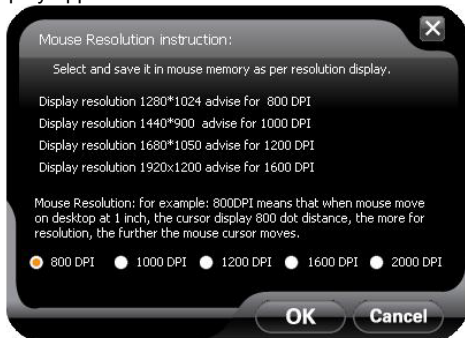 Mouse Resolution instruction:
Select and save it in mouse memory as per resolution display.
Display resolution 1280*1024 advise for 800 DPI
Display resolution 1440*900 advise for 1000 DPI
Display resolution 1680*1050 advise for 1200 DPI
Display resolution 1920x1200 advise for 1600 DPI
Mouse Resolution: for example: 800DPI means that when mouse move
on desktop at 1 inch, the cursor display 800 dot distance, the more for
resolution, the further the mouse cursor moves.
800 DPI 1000 DPI 1200 DPI 1600 DPI 2000 DPI
OK Cancel